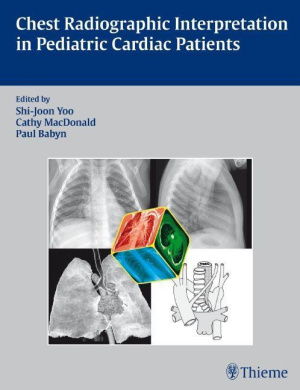 Chest Radiographic Interpretation
in Pediatric Cardiac Patients
Edited by
Shi-Joon Yoo
Cathy MacDonald
Paul Babyn
Thieme